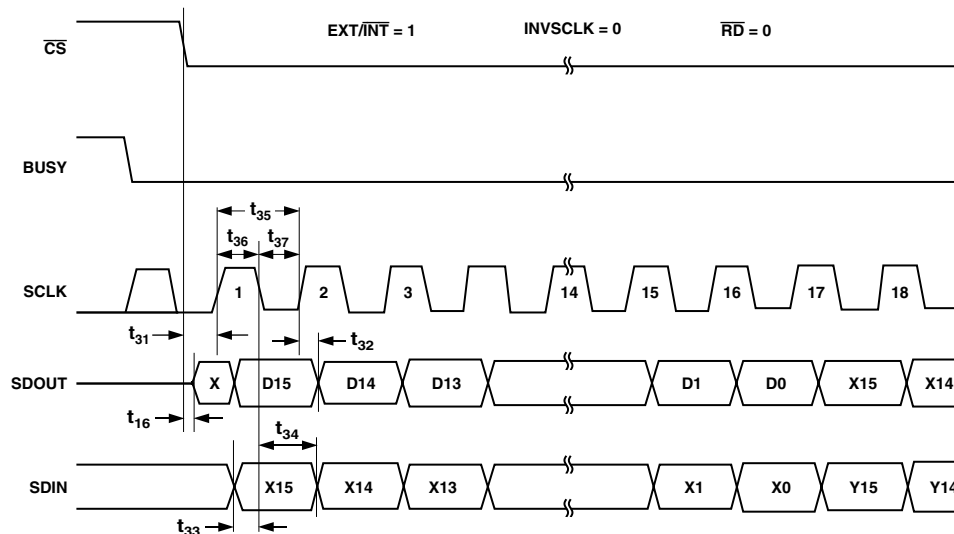 EXT/INT = 1 INVSCLK = 0 RD = 0
CS
BUSY
t35
t36 t37
SCLK 1 2 3 14 15 16 17 18
t31 t32
SDOUT X D15 D14 D13 D1 D0 X15 X14
t16 t34
SDIN X15 X14 X13 X1 X0 Y15 Y14
t33